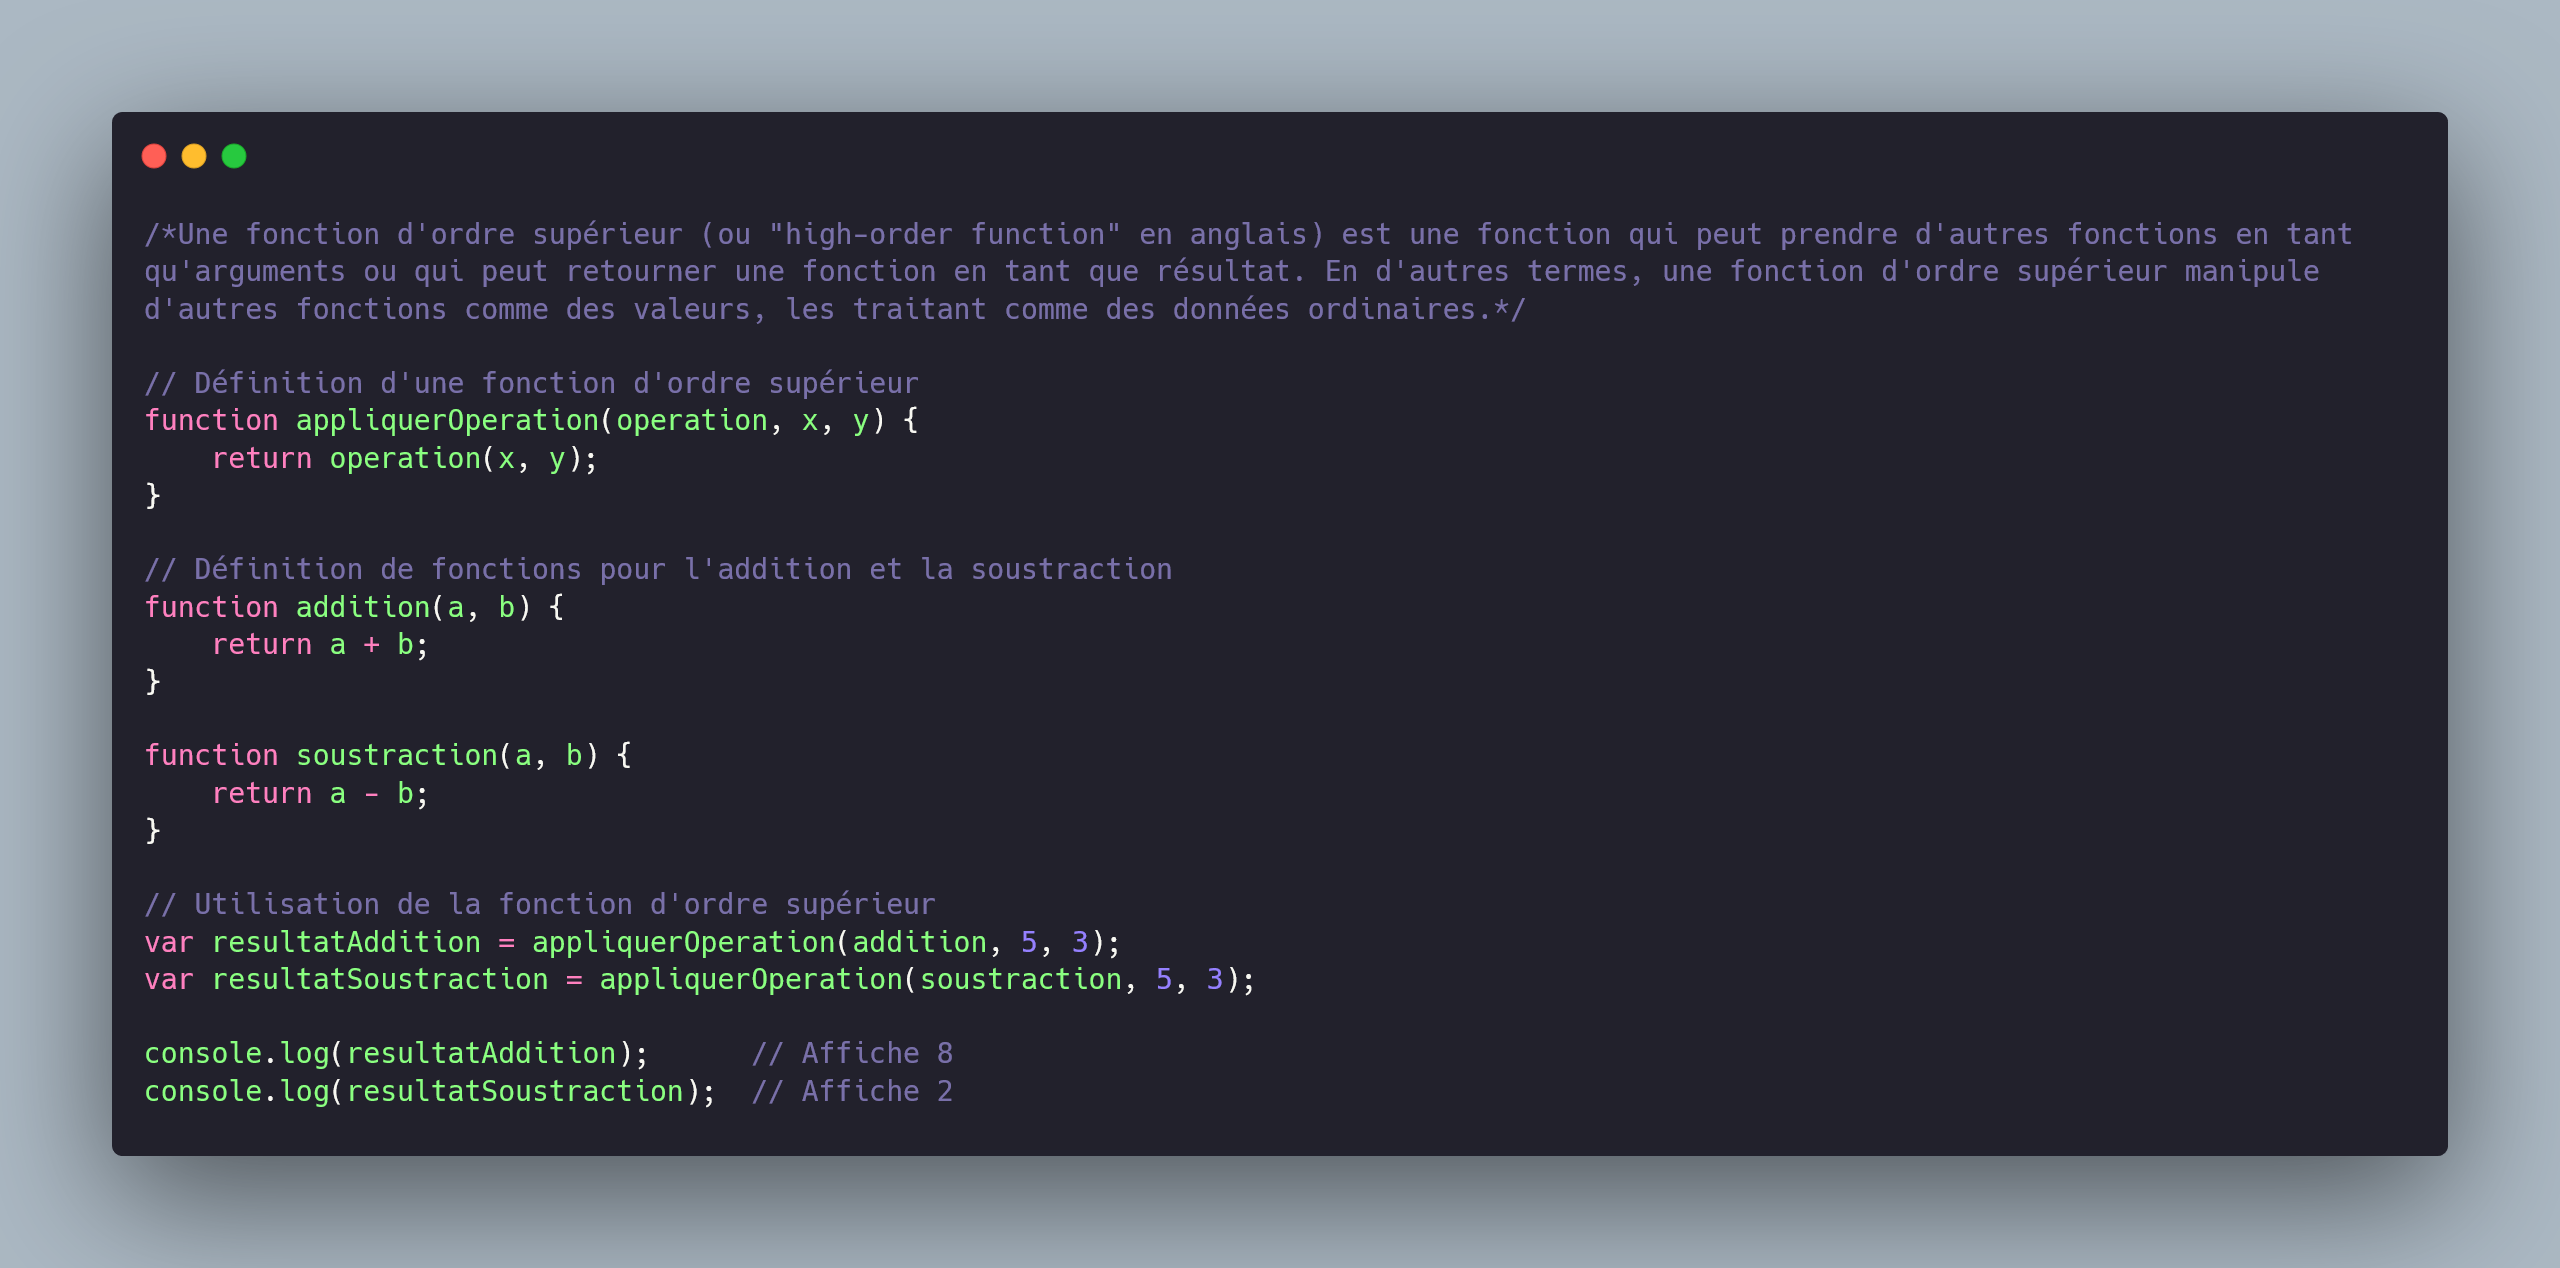 /*Une fonction d'ordre supérieur (ou "high-order function" en anglais) est une fonction qui peut prendre d'autres fonctions en tant
qu'arguments ou qui peut retourner une fonction en tant que résultat. En d'autres termes, une fonction d'ordre supérieur manipule
d'autres fonctions comme des valeurs, les traitant comme des données ordinaires.*/

// Définition d'une fonction d'ordre supérieur
function appliquerOperation(operation, x, y) {
    return operation(x, y);
}

// Définition de fonctions pour l'addition et la soustraction
function addition(a, b) {
    return a + b;
}

function soustraction(a, b) {
    return a - b;
}

// Utilisation de la fonction d'ordre supérieur
var resultatAddition = appliquerOperation(addition, 5, 3);
var resultatSoustraction = appliquerOperation(soustraction, 5, 3);

console.log(resultatAddition);      // Affiche 8
console.log(resultatSoustraction);  // Affiche 2